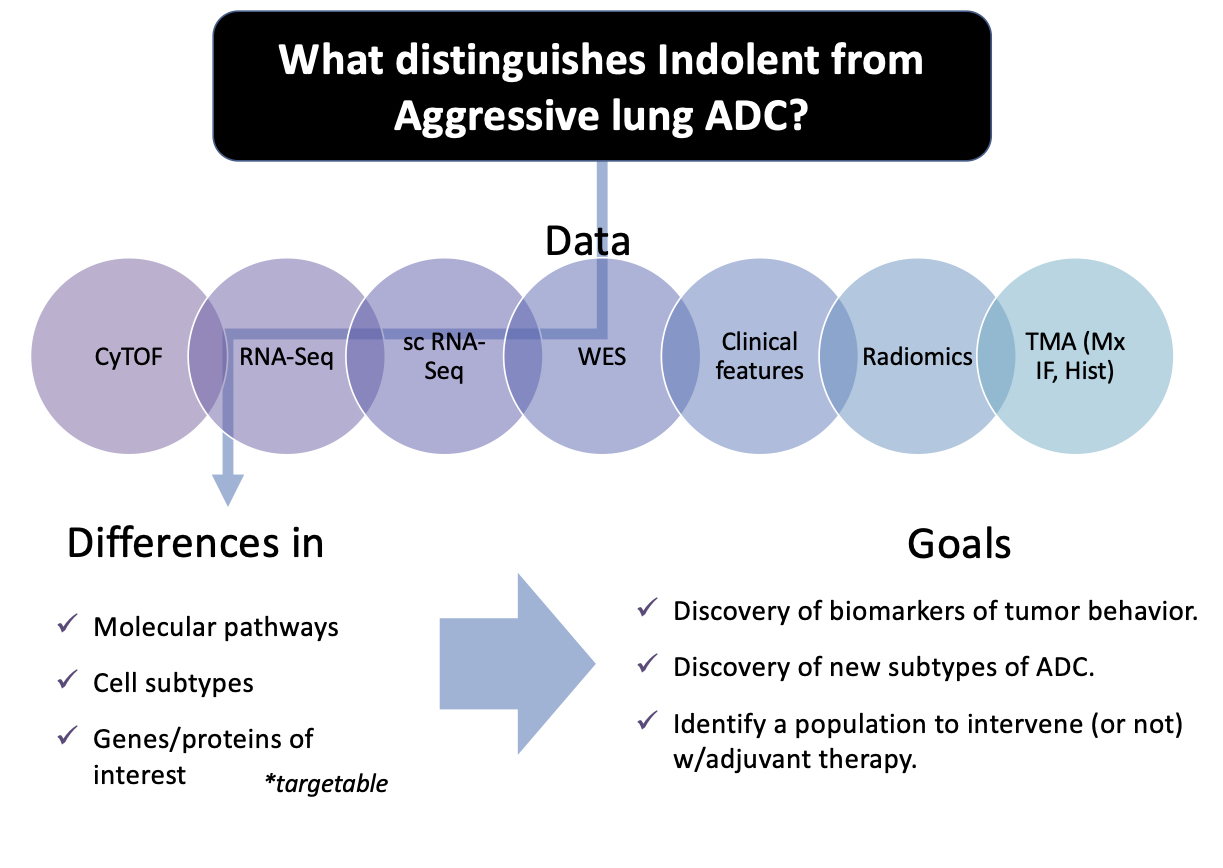 What distinguishes Indolent from
Aggressive lung ADC?
Data
CyTOF
RNA-Seq
sc RNA-
Seq
WES
Clinical
features
Radiomics
TMA (Mx
IF, Hist)
Differences in
✓ Molecular pathways
✓ Cell subtypes
✓ Genes/proteins of
interest
*targetable
Goals
✓ Discovery of biomarkers of tumor behavior.
✓ Discovery of new subtypes of ADC.
✓ Identify a population to intervene (or not)
w/adjuvant therapy.